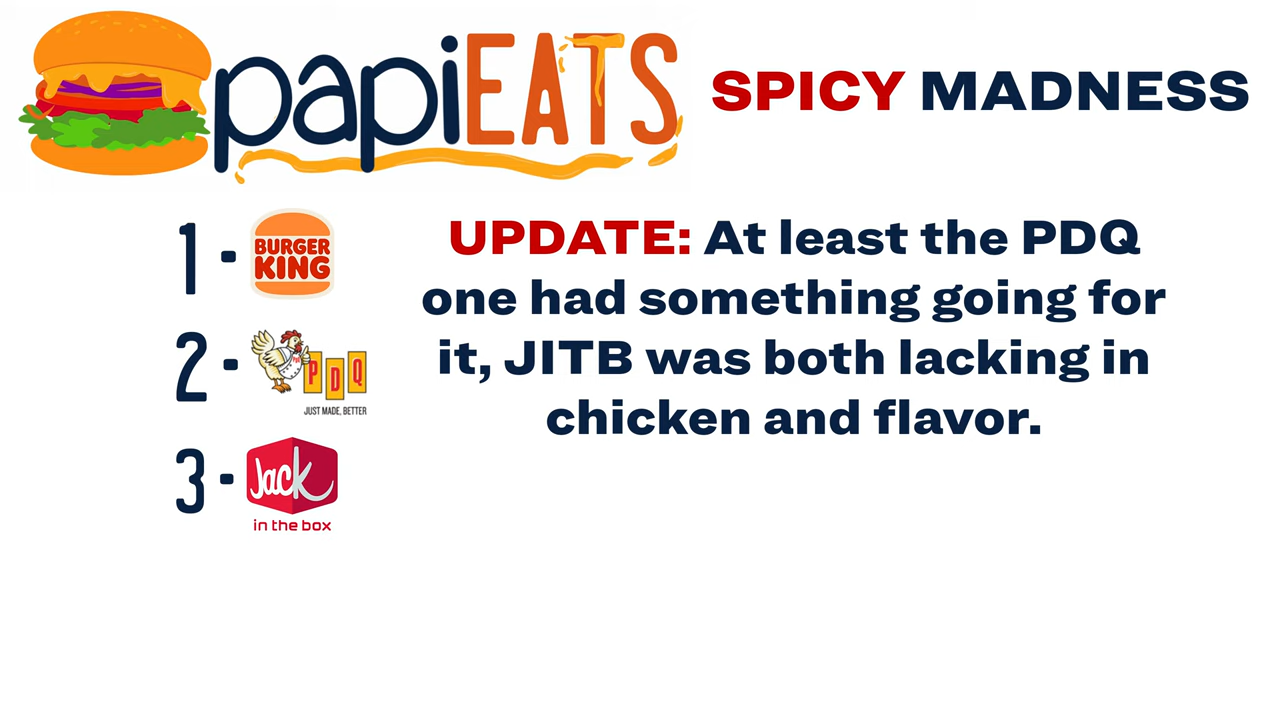 papiEATS
SPICY MADNESS
1 -
BURGER
KING
2 -
PDQ
JUST MADE, BETTER
3 -
Jack
in the box
UPDATE: At least the PDQ
one had something going for
it, JITB was both lacking in
chicken and flavor.